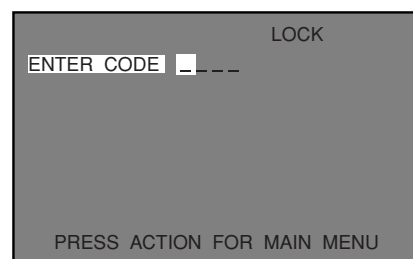 LOCK
ENTER CODE _ _ _ _
PRESS ACTION FOR MAIN MENU